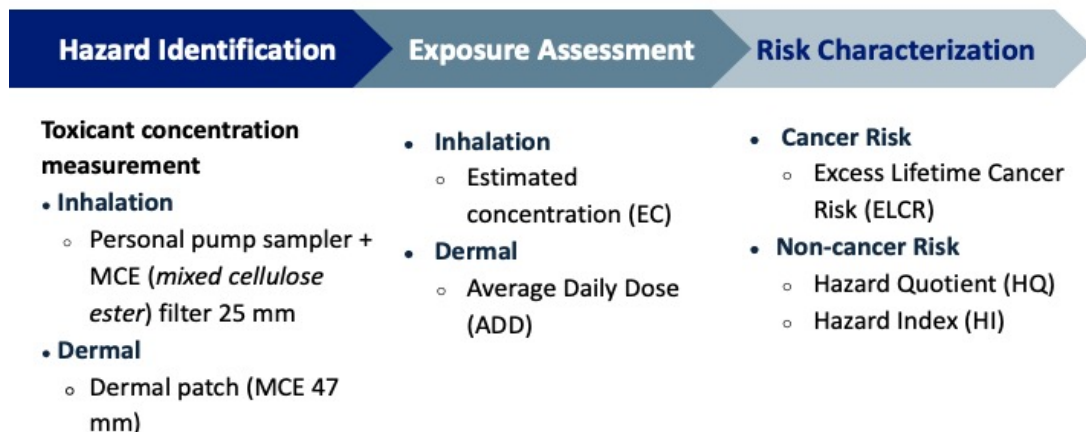 Hazard Identification
Exposure Assessment
Risk Characterization
Toxicant concentration
measurement
• Inhalation
○ Personal pump sampler +
MCE (mixed cellulose
ester) filter 25 mm
• Dermal
○ Dermal patch (MCE 47
mm)
• Inhalation
○ Estimated
concentration (EC)
• Dermal
○ Average Daily Dose
(ADD)
• Cancer Risk
○ Excess Lifetime Cancer
Risk (ELCR)
• Non-cancer Risk
○ Hazard Quotient (HQ)
○ Hazard Index (HI)